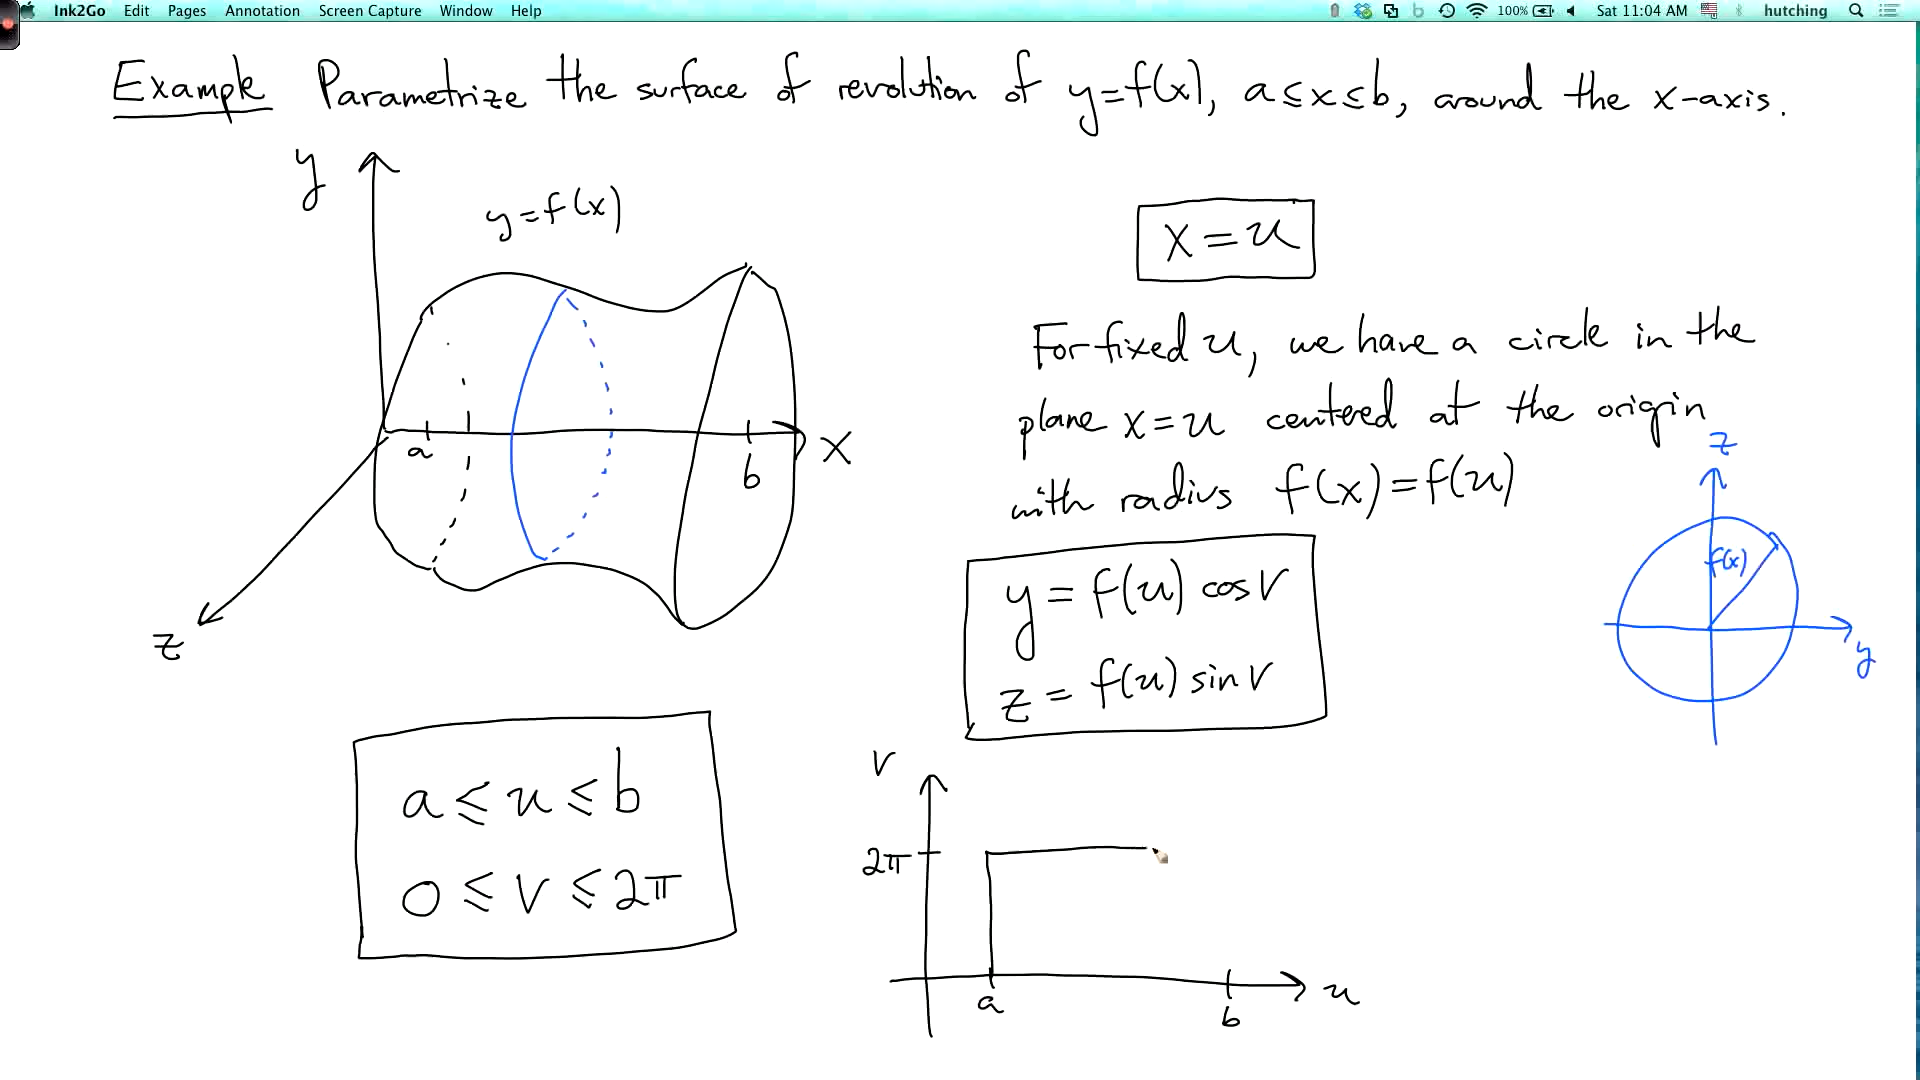 Ink2Go Edit Pages Annotation Screen Capture Window Help 100% Sat 11:04 AM hutching
Example Parametrize the surface of revolution of y=f(x), a≤x≤b, around the x-axis.
y
y=f(x)
a
b
x
z
x=u
For fixed u, we have a circle in the
plane x=u centered at the origin
with radius f(x)=f(u)
z
f(x)
y
y = f(u) cos v
z = f(u) sin v
a ≤ u ≤ b
0 ≤ v ≤ 2π
v
2π
a
b
u